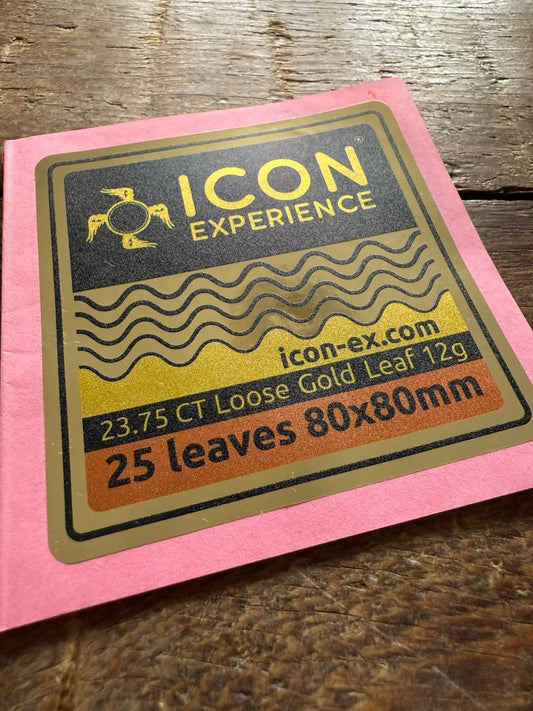 ICON®
EXPERIENCE
icon-ex.com
23.75 CT Loose Gold Leaf 12g
25 leaves 80x80mm